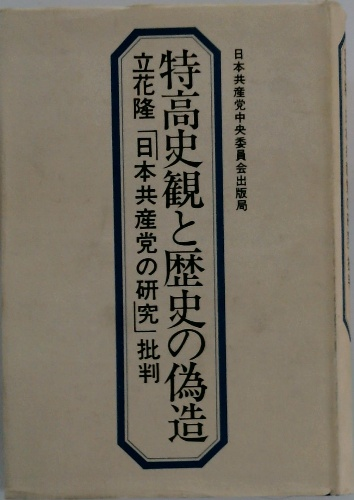 日本共産党中央委員会出版局
特高史観と歴史の偽造
立花隆「日本共産党の研究」批判